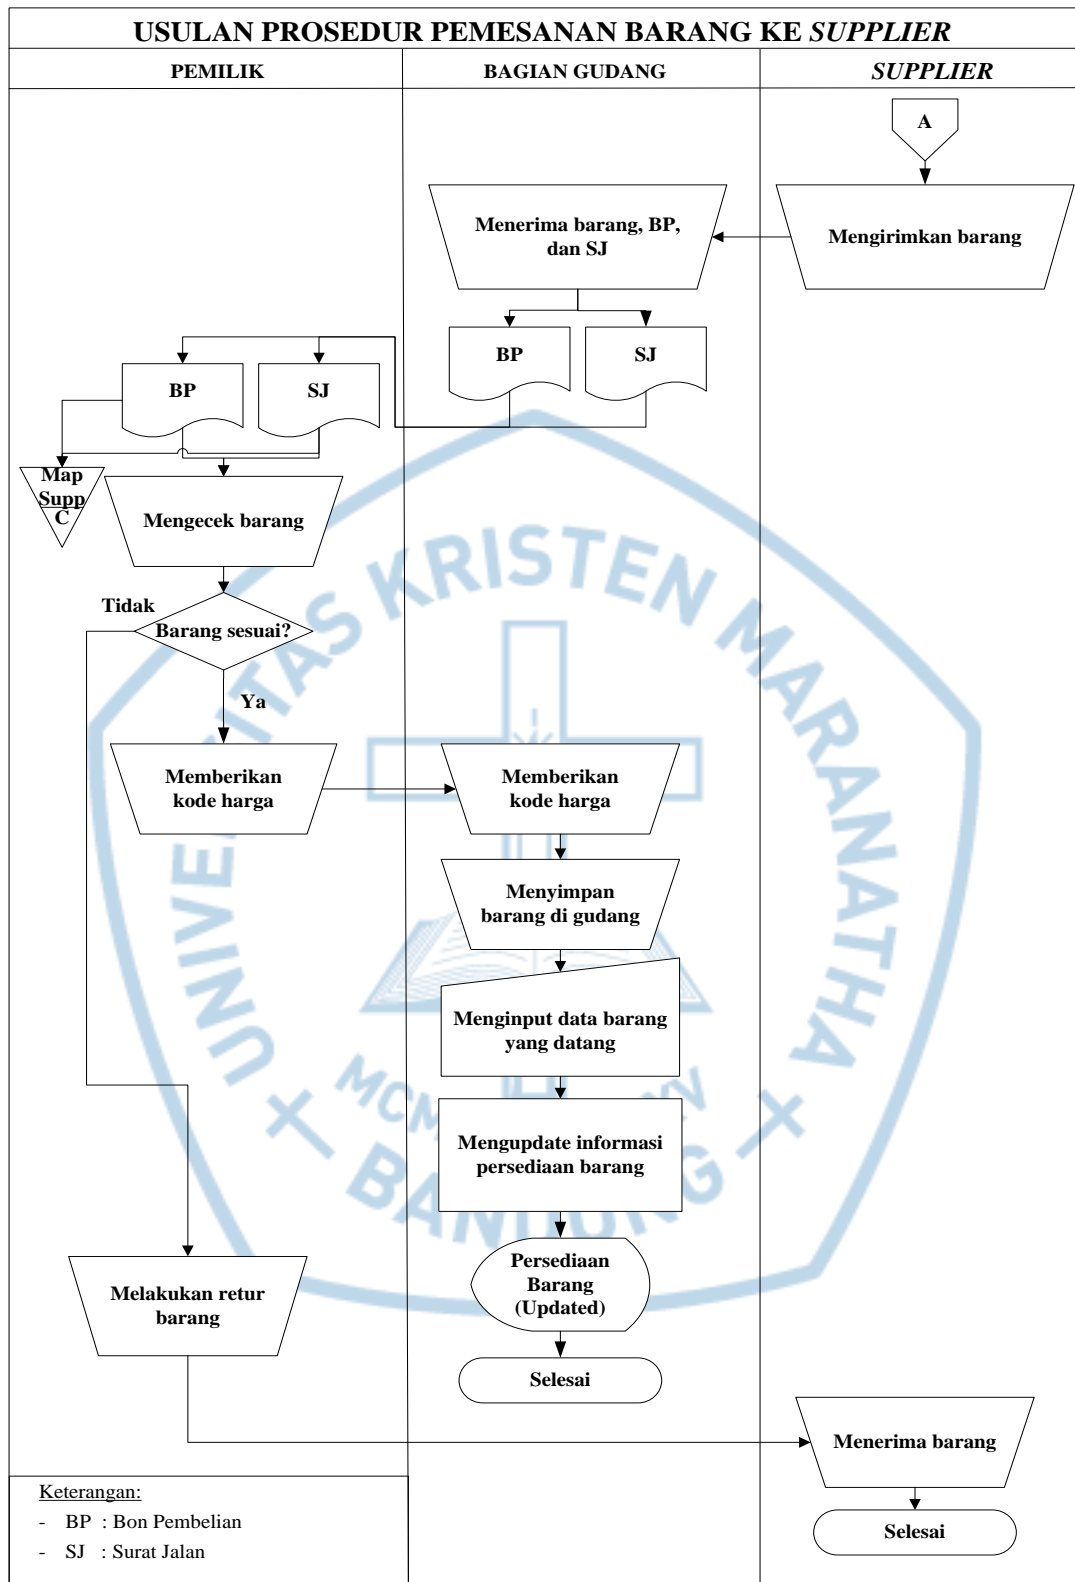 USULAN PROSEDUR PEMESANAN BARANG KE SUPPLIER
PEMILIK
BAGIAN GUDANG
SUPPLIER
A
Menerima barang, BP,
dan SJ
Mengirimkan barang
BP
SJ
BP
SJ
Map
Supp
C
Mengecek barang
Tidak
Barang sesuai?
Ya
Memberikan
kode harga
Memberikan
kode harga
Menyimpan
barang di gudang
Menginput data barang
yang datang
Mengupdate informasi
persediaan barang
Persediaan
Barang
(Updated)
Melakukan retur
barang
Selesai
Menerima barang
Selesai
Keterangan:
- BP : Bon Pembelian
- SJ : Surat Jalan
UNIVERSITAS KRISTEN MARANATHA
BANDUNG